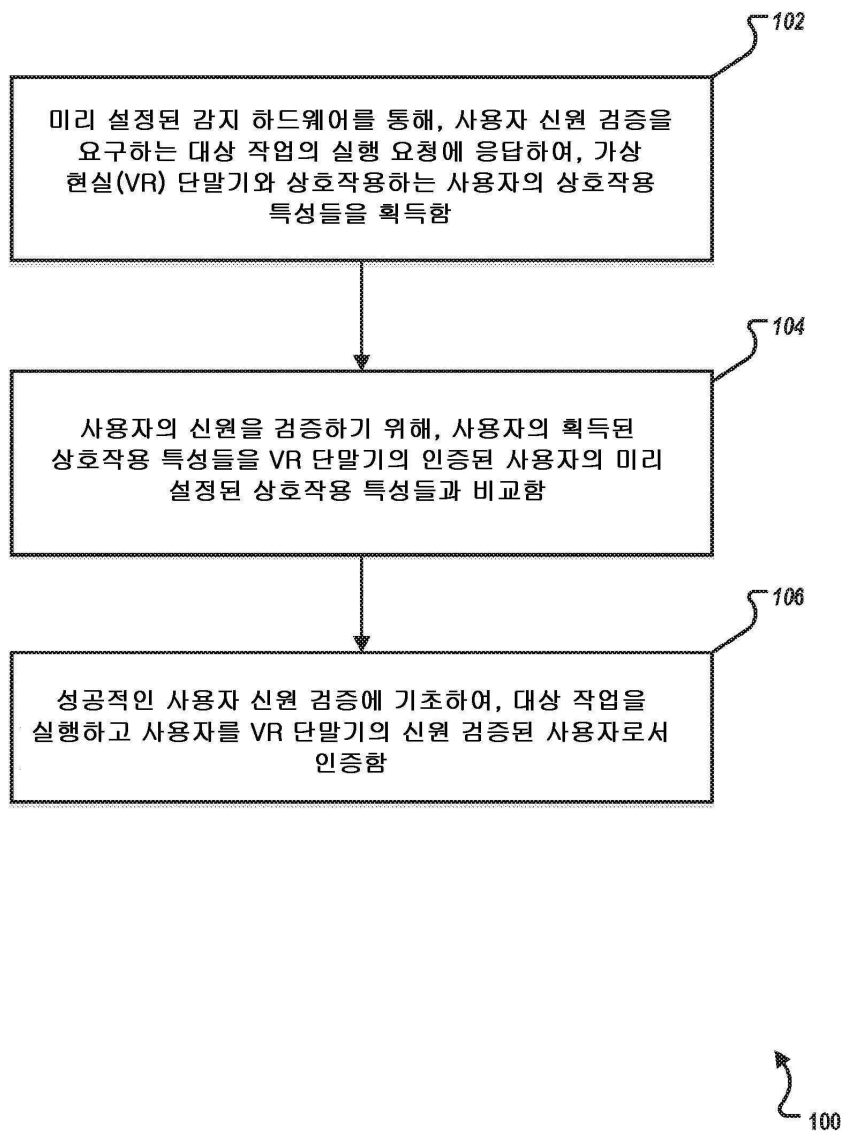 102
미리 설정된 감지 하드웨어를 통해, 사용자 신원 검증을
요구하는 대상 작업의 실행 요청에 응답하여, 가상
현실(VR) 단말기와 상호작용하는 사용자의 상호작용
특성들을 획득함
104
사용자의 신원을 검증하기 위해, 사용자의 획득된
상호작용 특성들을 VR 단말기의 인증된 사용자의 미리
설정된 상호작용 특성들과 비교함
106
성공적인 사용자 신원 검증에 기초하여, 대상 작업을
실행하고 사용자를 VR 단말기의 신원 검증된 사용자로서
인증함
100